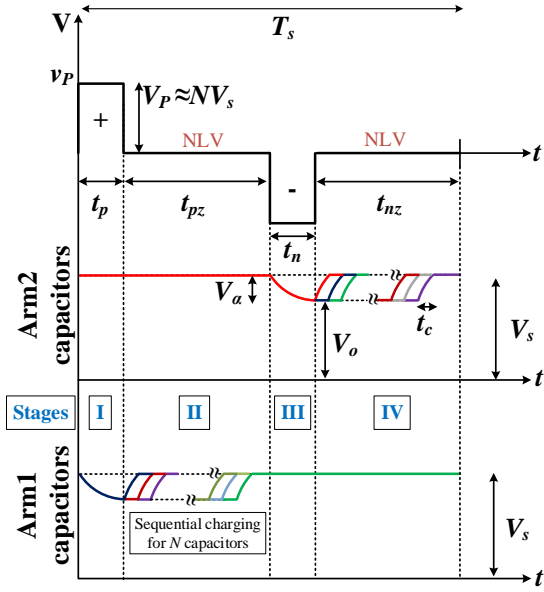 V
T_s
v_P
V_P ≈NV_s
+
NLV
NLV
t
-
t_p
t_pz
t_n
t_nz
Arm2
capacitors
V_α
t_c
V_o
V_s
t
Stages
I
II
III
IV
Arm1
capacitors
Sequential charging
for N capacitors
V_s
t